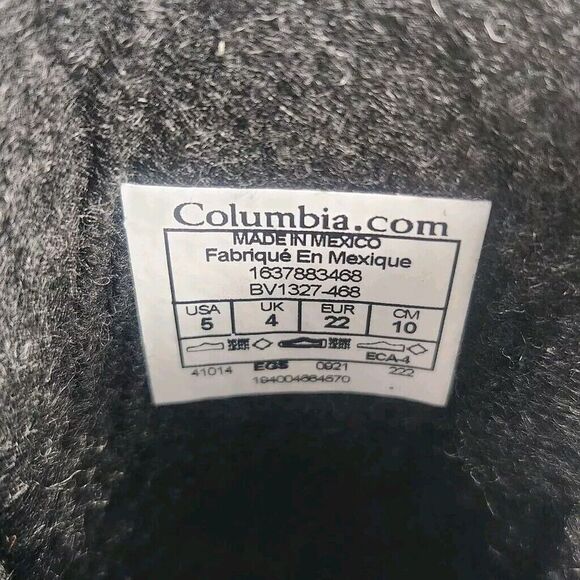 Columbia.com
MADE IN MEXICO
Fabriqué En Mexique
1637883468
BV1327-468
USA UK EUR CM
5 4 22 10
ECA-4
41014 EGS 0921 222
194004664570